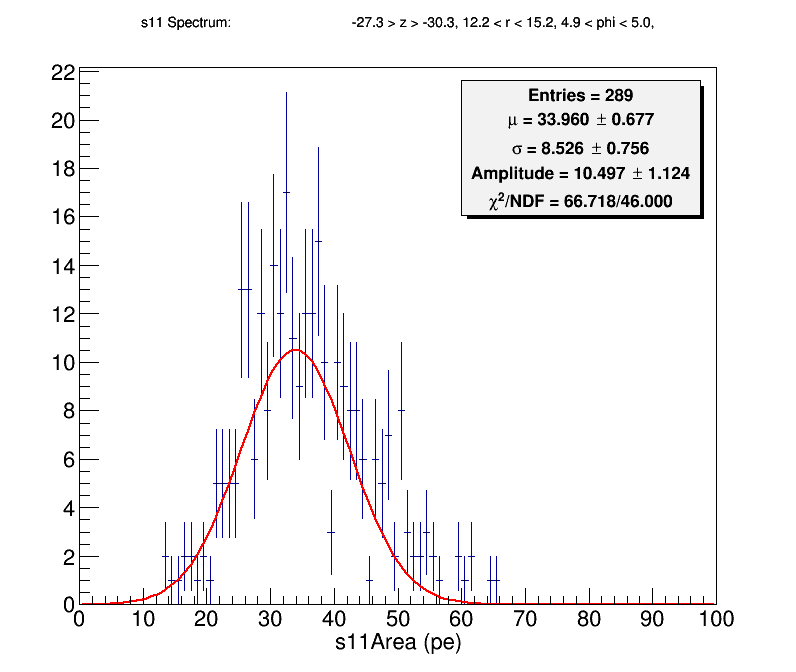 s11 Spectrum: -27.3 > z > -30.3, 12.2 < r < 15.2, 4.9 < phi < 5.0,
Entries = 289
μ = 33.960 ± 0.677
σ = 8.526 ± 0.756
Amplitude = 10.497 ± 1.124
χ²/NDF = 66.718/46.000
22
20
18
16
14
12
10
8
6
4
2
0
0 10 20 30 40 50 60 70 80 90 100
s11Area (pe)